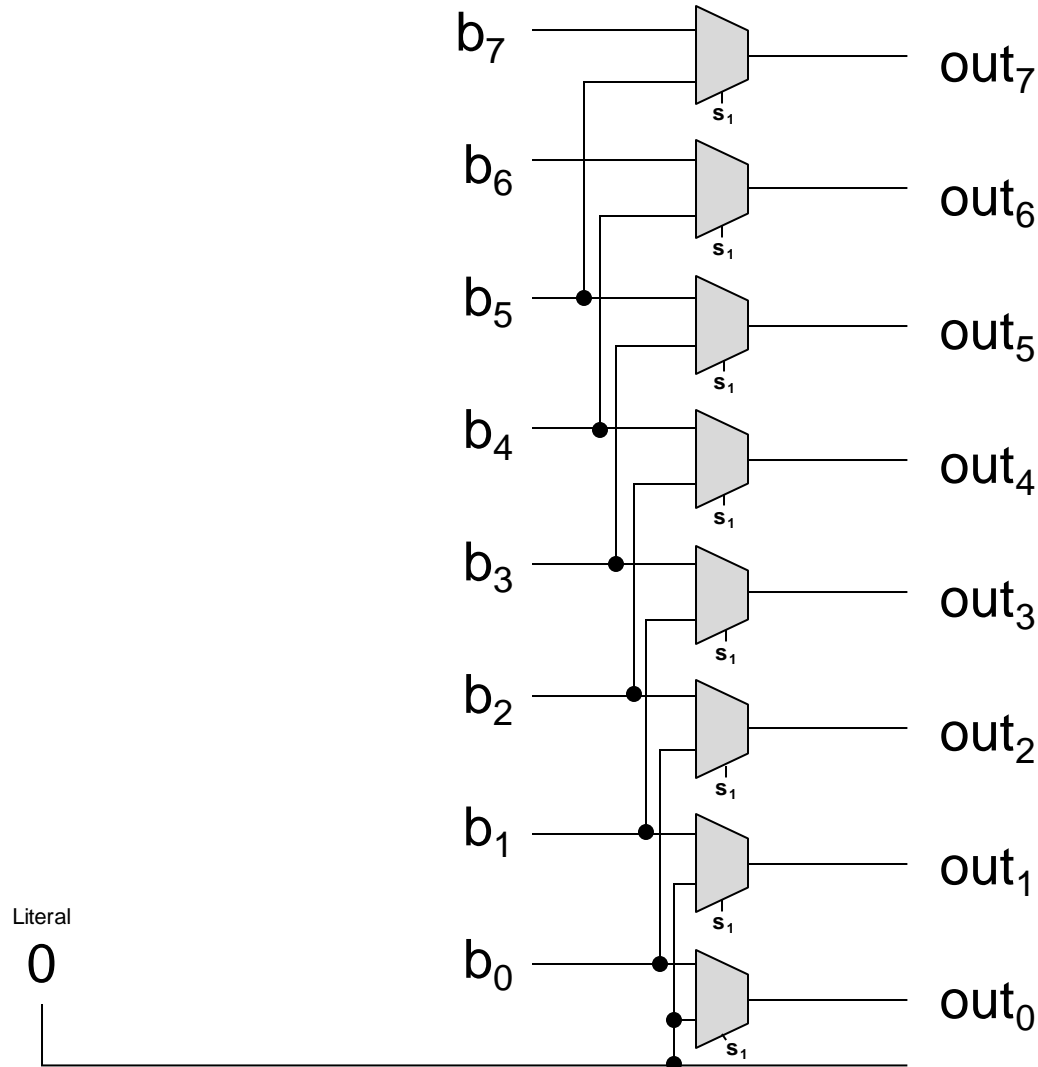 b₇ out₇
s₁
b₆ out₆
s₁
b₅ out₅
s₁
b₄ out₄
s₁
b₃ out₃
s₁
b₂ out₂
s₁
b₁ out₁
Literal
s₁
0 b₀ out₀
s₁